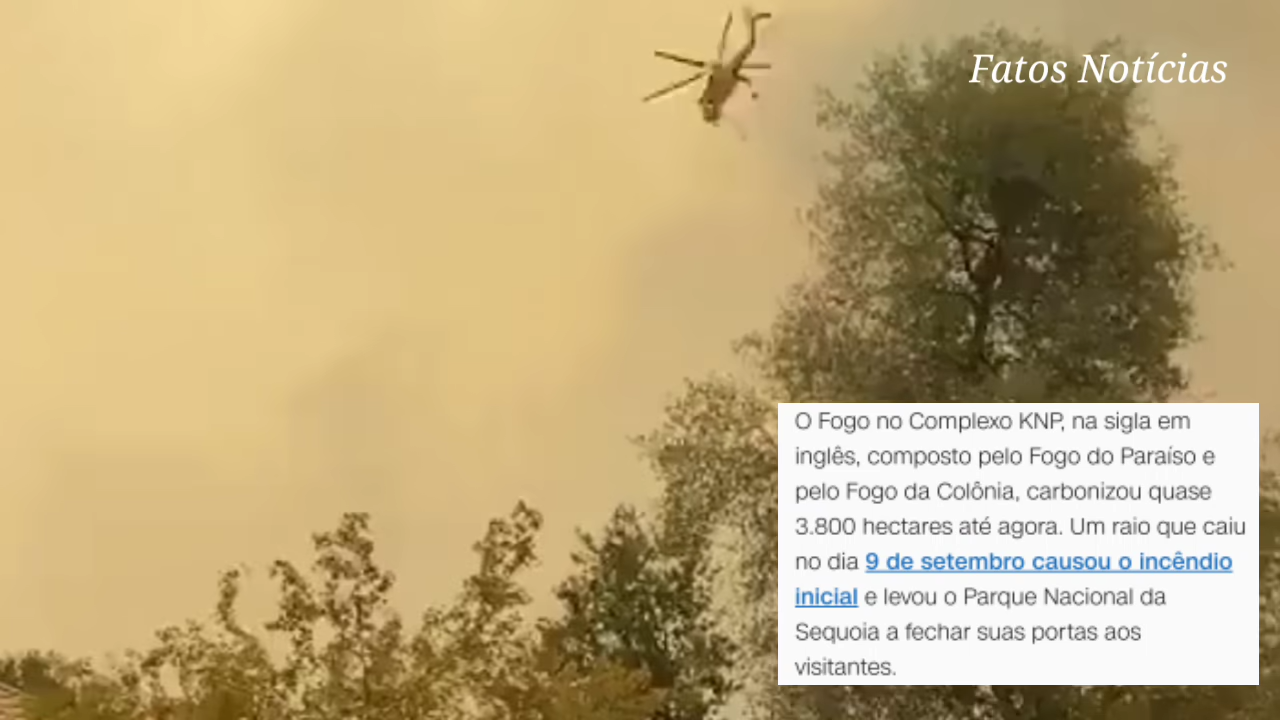 Fatos Notícias
O Fogo no Complexo KNP, na sigla em
inglês, composto pelo Fogo do Paraíso e
pelo Fogo da Colônia, carbonizou quase
3.800 hectares até agora. Um raio que caiu
no dia 9 de setembro causou o incêndio
inicial e levou o Parque Nacional da
Sequoia a fechar suas portas aos
visitantes.